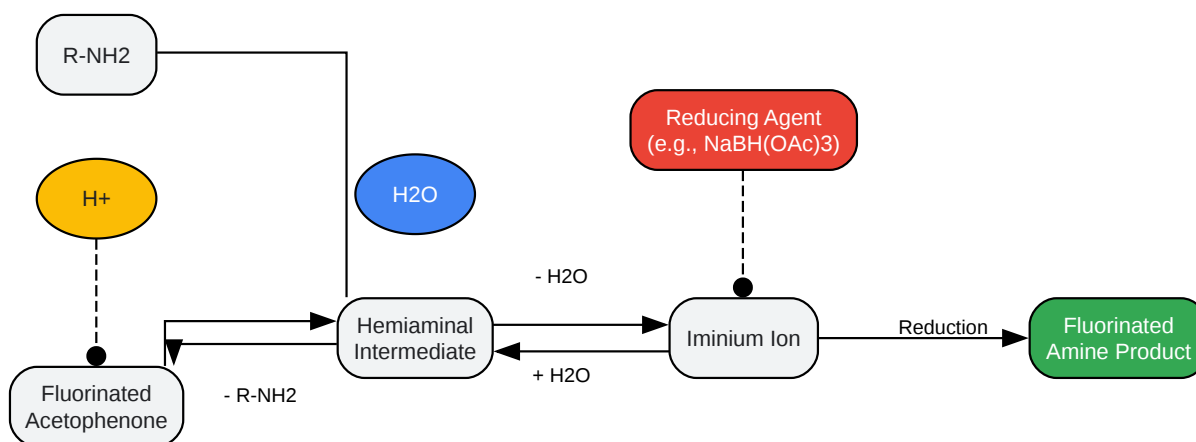 R-NH2
Reducing Agent
(e.g., NaBH(OAc)3)
H+
H2O
- H2O
Hemiaminal
Intermediate
Iminium Ion
Reduction
Fluorinated
Amine Product
+ H2O
Fluorinated
Acetophenone
- R-NH2